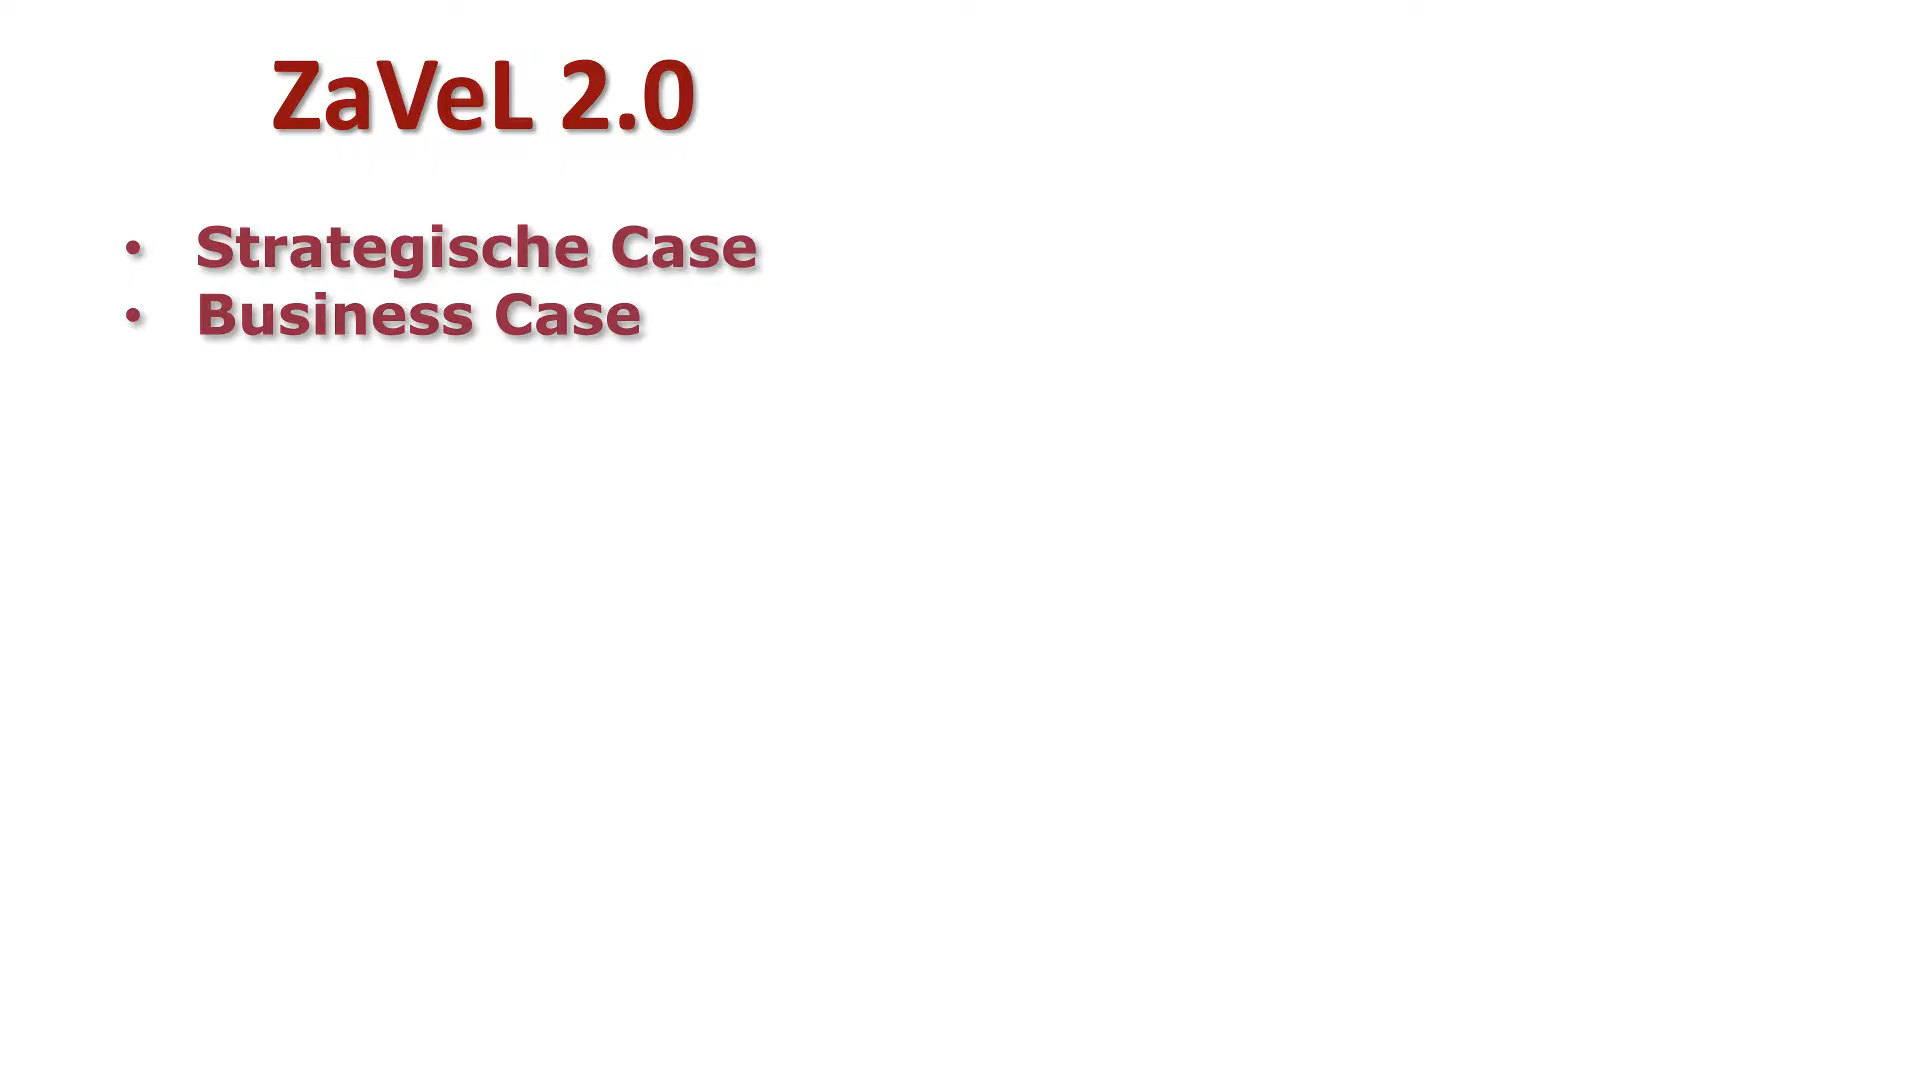 ZaVeL 2.0
• Strategische Case
• Business Case